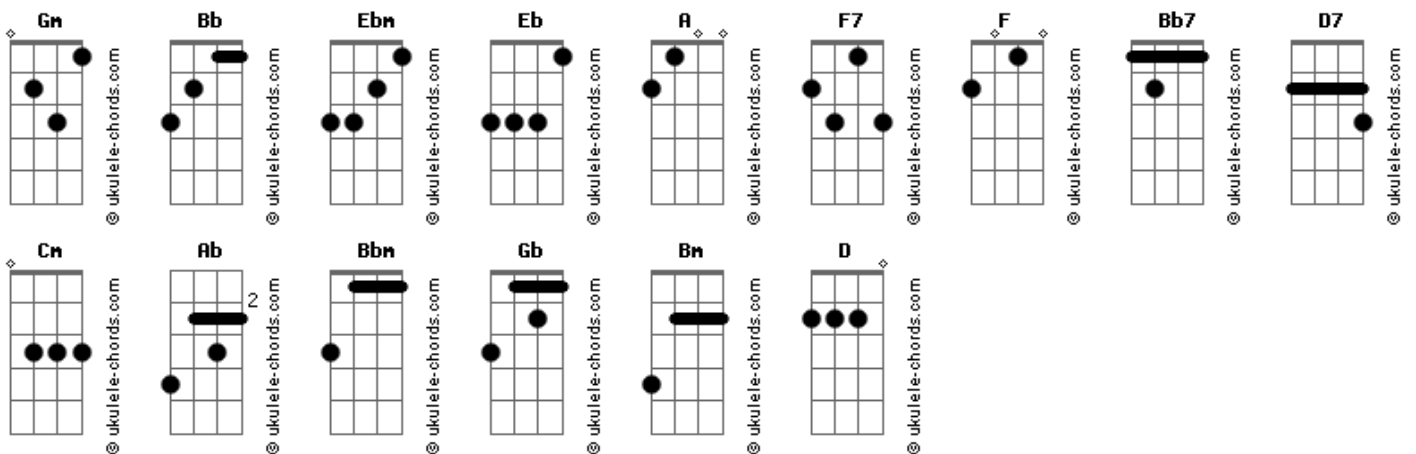 Gm Bb Ebm Eb A F7 F Bb7 D7
© ukulele-chords.com © ukulele-chords.com © ukulele-chords.com © ukulele-chords.com © ukulele-chords.com © ukulele-chords.com © ukulele-chords.com © ukulele-chords.com © ukulele-chords.com
Cm Ab Bbm Gb Bm D
2
© ukulele-chords.com © ukulele-chords.com © ukulele-chords.com © ukulele-chords.com © ukulele-chords.com © ukulele-chords.com